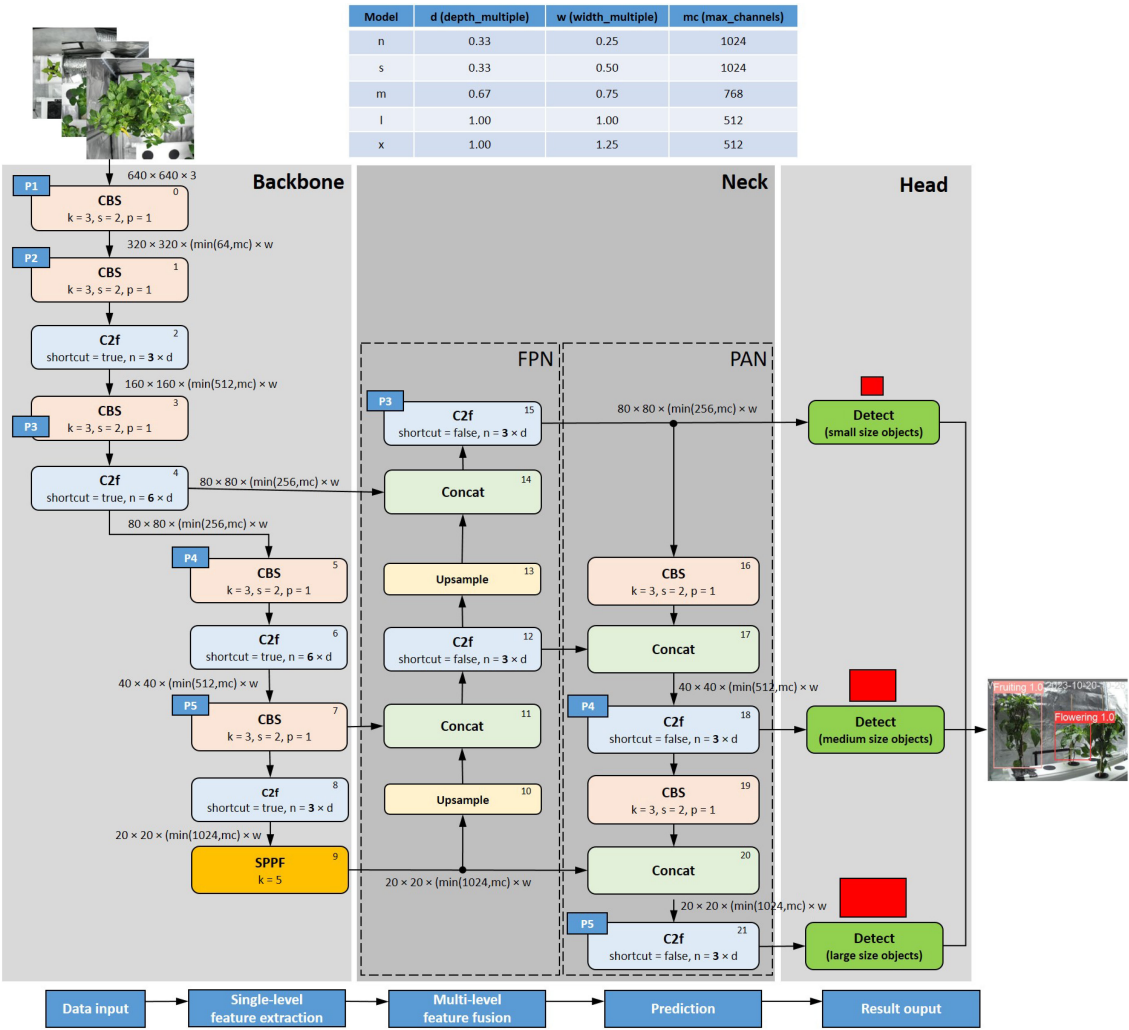 Model d (depth_multiple) w (width_multiple) mc (max_channels)
n 0.33 0.25 1024
s 0.33 0.50 1024
m 0.67 0.75 768
l 1.00 1.00 512
x 1.00 1.25 512
Backbone
Neck
Head
640 × 640 × 3
P1
0
CBS
k = 3, s = 2, p = 1
320 × 320 × (min(64,mc) × w
P2
1
CBS
k = 3, s = 2, p = 1
2
C2f
shortcut = true, n = 3 × d
160 × 160 × (min(512,mc) × w
3
CBS
P3
k = 3, s = 2, p = 1
4
C2f
shortcut = true, n = 6 × d
80 × 80 × (min(256,mc) × w
80 × 80 × (min(256,mc) × w
P4
5
CBS
k = 3, s = 2, p = 1
6
C2f
shortcut = true, n = 6 × d
40 × 40 × (min(512,mc) × w
P5
7
CBS
k = 3, s = 2, p = 1
8
C2f
shortcut = true, n = 3 × d
20 × 20 × (min(1024,mc) × w
9
SPPF
k = 5
20 × 20 × (min(1024,mc) × w
FPN
P3
15
C2f
shortcut = false, n = 3 × d
14
Concat
13
Upsample
12
C2f
shortcut = false, n = 3 × d
11
Concat
10
Upsample
PAN
80 × 80 × (min(256,mc) × w
16
CBS
k = 3, s = 2, p = 1
17
Concat
40 × 40 × (min(512,mc) × w
P4
18
C2f
shortcut = false, n = 3 × d
19
CBS
k = 3, s = 2, p = 1
20
Concat
20 × 20 × (min(1024,mc) × w
P5
21
C2f
shortcut = false, n = 3 × d
Detect
(small size objects)
Detect
(medium size objects)
Detect
(large size objects)
Fruiting 1.0
Flowering 1.0
Data input
Single-level
feature extraction
Multi-level
feature fusion
Prediction
Result ouput